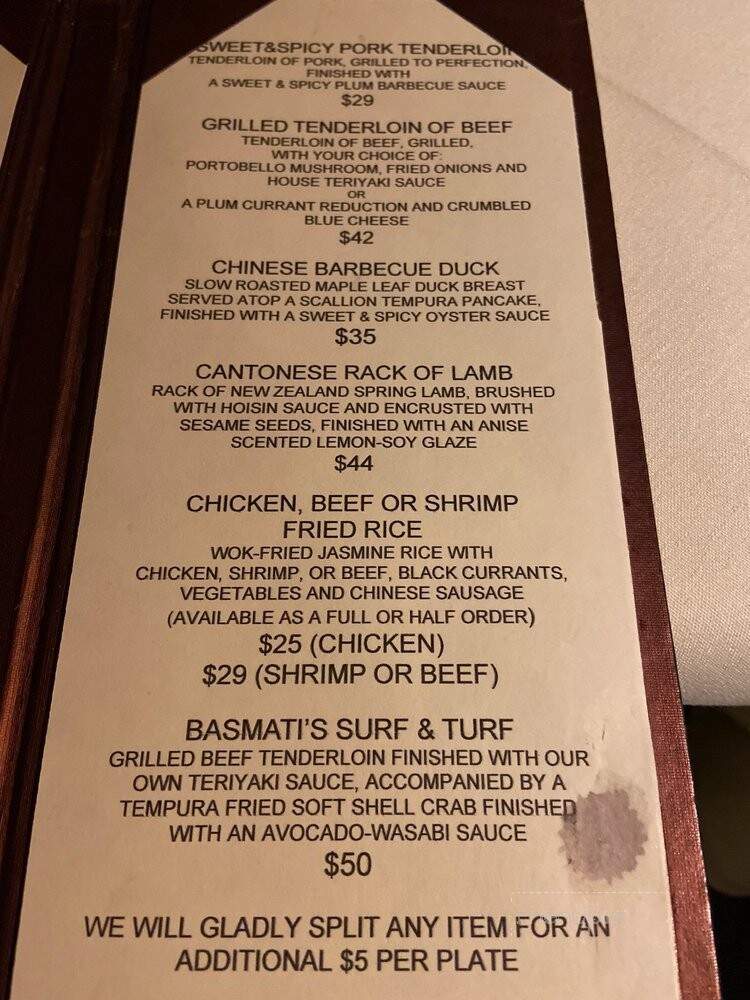 SWEET&SPICY PORK TENDERLOIN
TENDERLOIN OF PORK, GRILLED TO PERFECTION,
FINISHED WITH
A SWEET & SPICY PLUM BARBECUE SAUCE
$29
GRILLED TENDERLOIN OF BEEF
TENDERLOIN OF BEEF, GRILLED,
WITH YOUR CHOICE OF:
PORTOBELLO MUSHROOM, FRIED ONIONS AND
HOUSE TERIYAKI SAUCE
OR
A PLUM CURRANT REDUCTION AND CRUMBLED
BLUE CHEESE
$42
CHINESE BARBECUE DUCK
SLOW ROASTED MAPLE LEAF DUCK BREAST
SERVED ATOP A SCALLION TEMPURA PANCAKE,
FINISHED WITH A SWEET & SPICY OYSTER SAUCE
$35
CANTONESE RACK OF LAMB
RACK OF NEW ZEALAND SPRING LAMB, BRUSHED
WITH HOISIN SAUCE AND ENCRUSTED WITH
SESAME SEEDS, FINISHED WITH AN ANISE
SCENTED LEMON-SOY GLAZE
$44
CHICKEN, BEEF OR SHRIMP
FRIED RICE
WOK-FRIED JASMINE RICE WITH
CHICKEN, SHRIMP, OR BEEF, BLACK CURRANTS,
VEGETABLES AND CHINESE SAUSAGE
(AVAILABLE AS A FULL OR HALF ORDER)
$25 (CHICKEN)
$29 (SHRIMP OR BEEF)
BASMATI'S SURF & TURF
GRILLED BEEF TENDERLOIN FINISHED WITH OUR
OWN TERIYAKI SAUCE, ACCOMPANIED BY A
TEMPURA FRIED SOFT SHELL CRAB FINISHED
WITH AN AVOCADO-WASABI SAUCE
$50
WE WILL GLADLY SPLIT ANY ITEM FOR AN
ADDITIONAL $5 PER PLATE